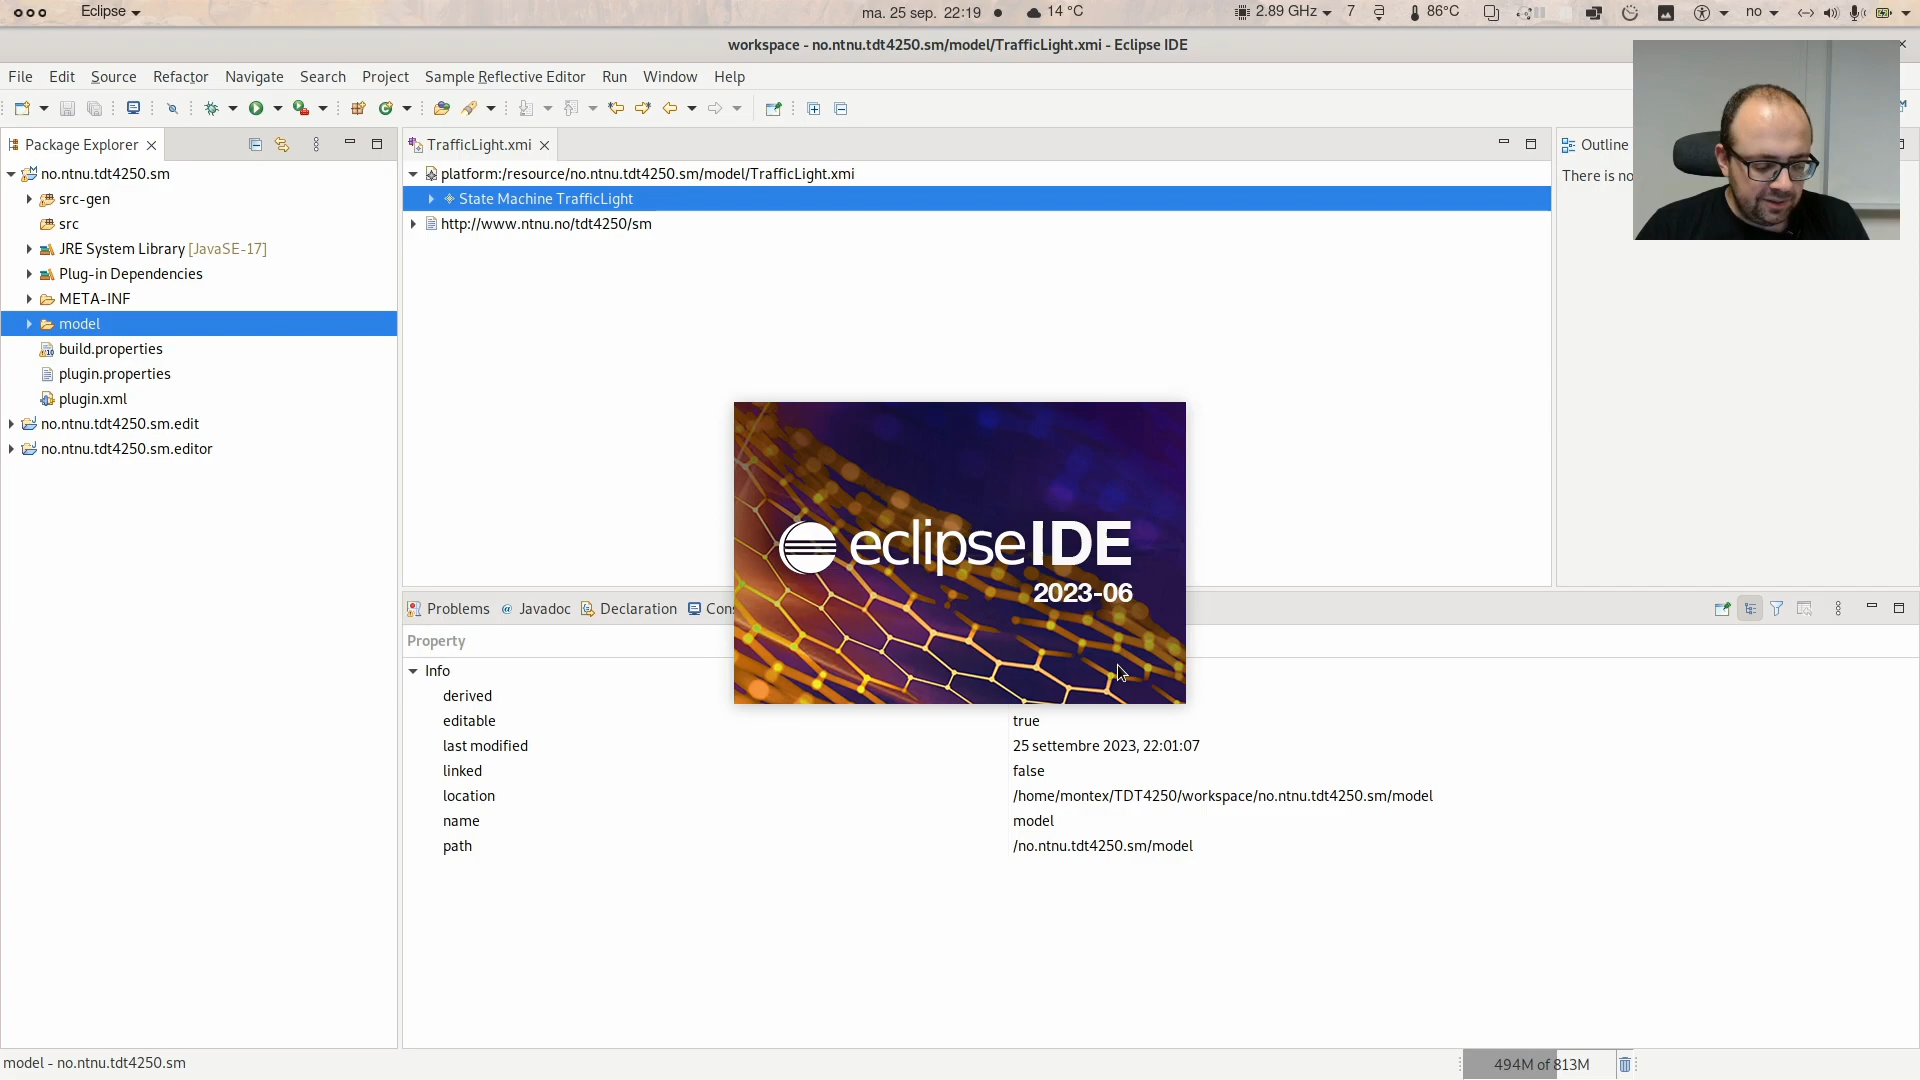 Eclipse
ma. 25 sep. 22:19
14 °C
2.89 GHz
7
86°C
no
workspace - no.ntnu.tdt4250.sm/model/TrafficLight.xmi - Eclipse IDE
File Edit Source Refactor Navigate Search Project Sample Reflective Editor Run Window Help
Package Explorer
TrafficLight.xmi
Outline
no.ntnu.tdt4250.sm
platform:/resource/no.ntnu.tdt4250.sm/model/TrafficLight.xmi
There is no
src-gen
State Machine TrafficLight
src
http://www.ntnu.no/tdt4250/sm
JRE System Library [JavaSE-17]
Plug-in Dependencies
META-INF
model
build.properties
plugin.properties
plugin.xml
no.ntnu.tdt4250.sm.edit
no.ntnu.tdt4250.sm.editor
eclipse IDE
2023-06
Problems @ Javadoc Declaration Cons
Property
Info
derived
editable true
last modified 25 settembre 2023, 22:01:07
linked false
location /home/montex/TDT4250/workspace/no.ntnu.tdt4250.sm/model
name model
path /no.ntnu.tdt4250.sm/model
model - no.ntnu.tdt4250.sm
494M of 813M